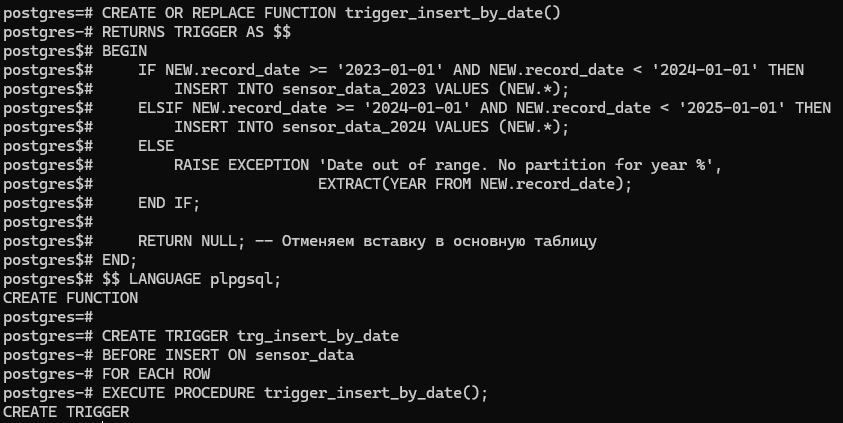 postgres=# CREATE OR REPLACE FUNCTION trigger_insert_by_date()
postgres-# RETURNS TRIGGER AS $$
postgres$# BEGIN
postgres$#     IF NEW.record_date >= '2023-01-01' AND NEW.record_date < '2024-01-01' THEN
postgres$#         INSERT INTO sensor_data_2023 VALUES (NEW.*);
postgres$#     ELSIF NEW.record_date >= '2024-01-01' AND NEW.record_date < '2025-01-01' THEN
postgres$#         INSERT INTO sensor_data_2024 VALUES (NEW.*);
postgres$#     ELSE
postgres$#         RAISE EXCEPTION 'Date out of range. No partition for year %',
postgres$#                         EXTRACT(YEAR FROM NEW.record_date);
postgres$#     END IF;
postgres$#
postgres$#     RETURN NULL; -- Отменяем вставку в основную таблицу
postgres$# END;
postgres$# $$ LANGUAGE plpgsql;
CREATE FUNCTION
postgres=#
postgres=# CREATE TRIGGER trg_insert_by_date
postgres-# BEFORE INSERT ON sensor_data
postgres-# FOR EACH ROW
postgres-# EXECUTE PROCEDURE trigger_insert_by_date();
CREATE TRIGGER